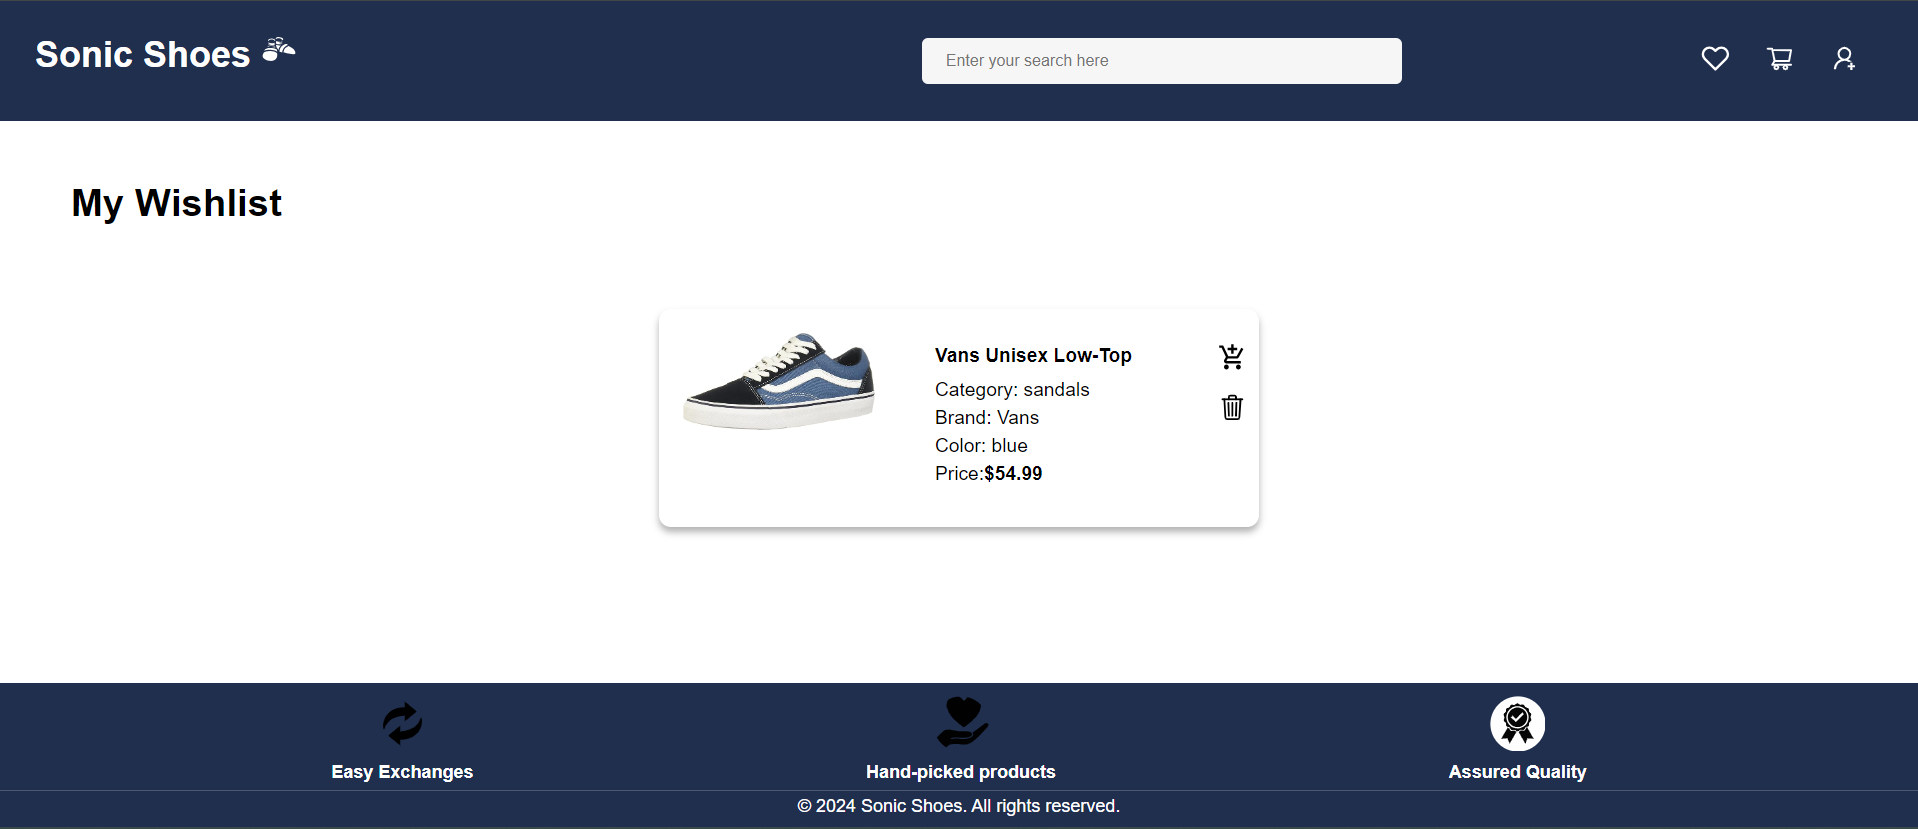 Sonic Shoes
Enter your search here
My Wishlist
Vans Unisex Low-Top
Category: sandals
Brand: Vans
Color: blue
Price:$54.99
Easy Exchanges
Hand-picked products
Assured Quality
© 2024 Sonic Shoes. All rights reserved.